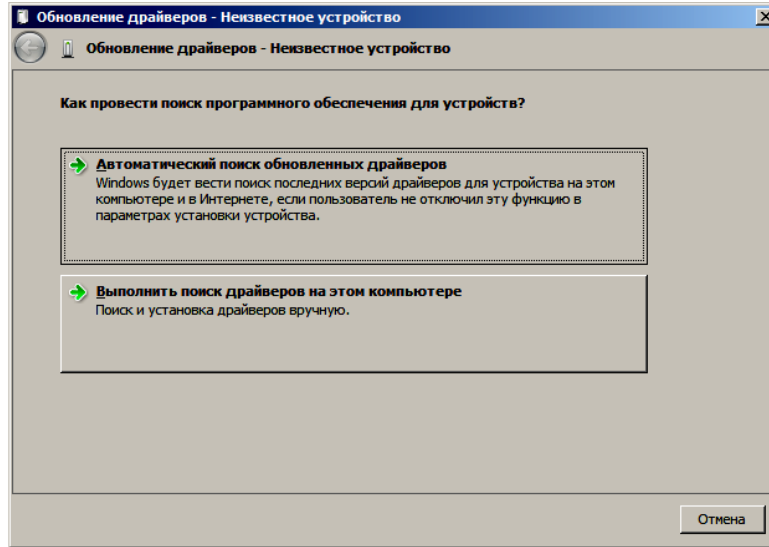 Обновление драйверов - Неизвестное устройство
Обновление драйверов - Неизвестное устройство
Как провести поиск программного обеспечения для устройств?
Автоматический поиск обновленных драйверов
Windows будет вести поиск последних версий драйверов для устройства на этом
компьютере и в Интернете, если пользователь не отключил эту функцию в
параметрах установки устройства.
Выполнить поиск драйверов на этом компьютере
Поиск и установка драйверов вручную.
Отмена